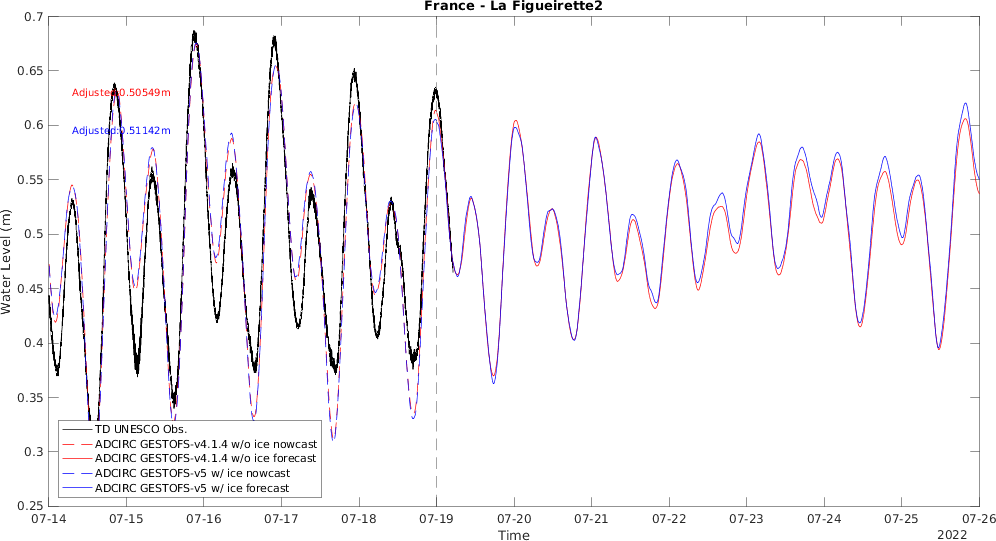 France - La Figueirette2
0.7
0.65
0.6
0.55
0.5
0.45
0.4
0.35
0.3
0.25
Water Level (m)
Adjusted:0.50549m
Adjusted:0.51142m
TD UNESCO Obs.
ADCIRC GESTOFS-v4.1.4 w/o ice nowcast
ADCIRC GESTOFS-v4.1.4 w/o ice forecast
ADCIRC GESTOFS-v5 w/ ice nowcast
ADCIRC GESTOFS-v5 w/ ice forecast
07-14 07-15 07-16 07-17 07-18 07-19 07-20 07-21 07-22 07-23 07-24 07-25 07-26
Time
2022